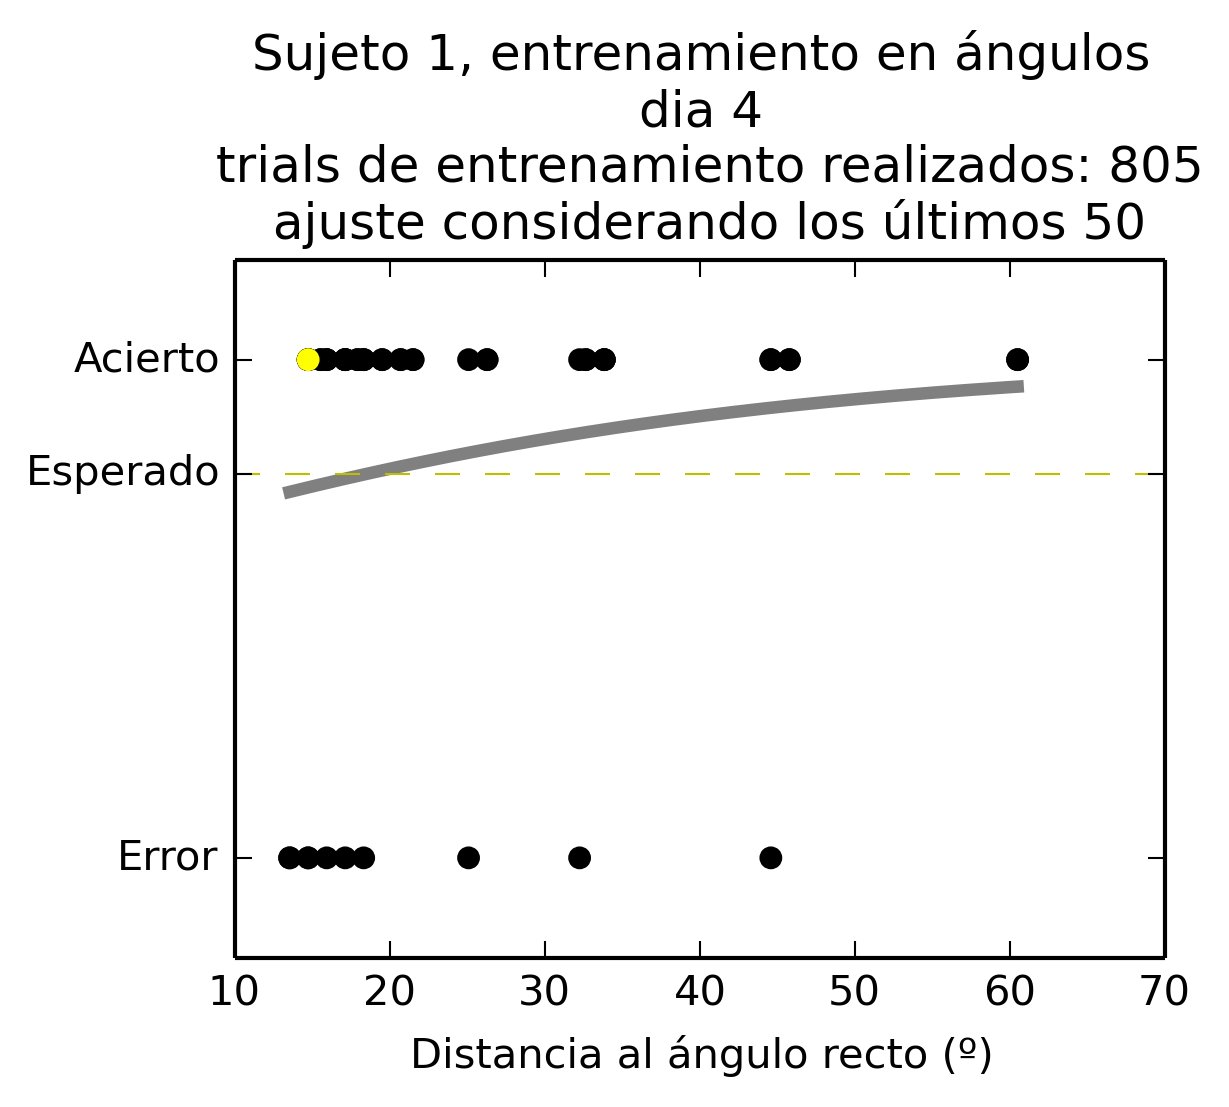 Sujeto 1, entrenamiento en ángulos
dia 4
trials de entrenamiento realizados: 805
ajuste considerando los últimos 50
Acierto
Esperado
Error
10 20 30 40 50 60 70
Distancia al ángulo recto (º)